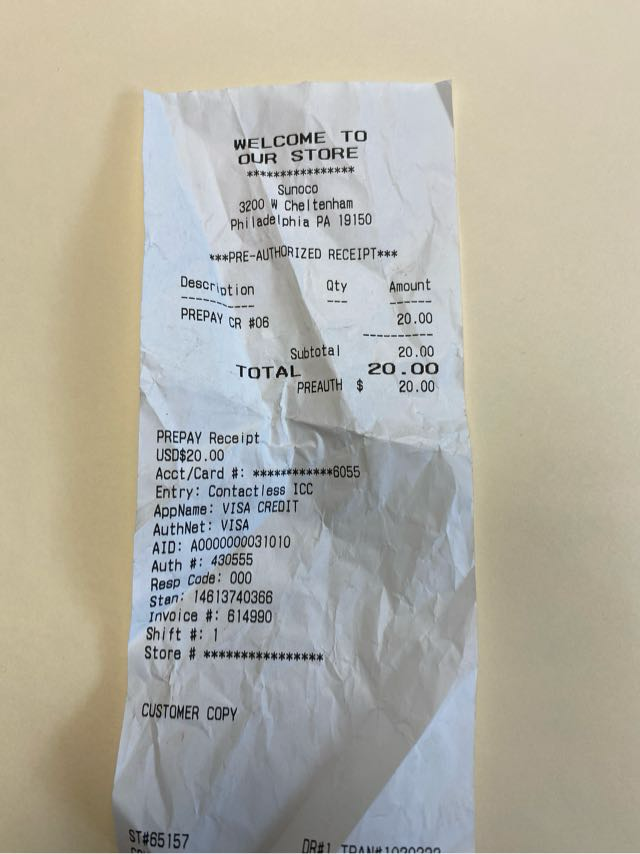 WELCOME TO
OUR STORE
****************
Sunoco
3200 W Cheltenham
Philadelphia PA 19150
***PRE-AUTHORIZED RECEIPT***
Description Qty Amount
----------- --- ------
PREPAY CR #06 20.00
----------
Subtotal 20.00
TOTAL 20.00
PREAUTH $ 20.00
PREPAY Receipt
USD$20.00
Acct/Card #: ************6055
Entry: Contactless ICC
AppName: VISA CREDIT
AuthNet: VISA
AID: A0000000031010
Auth #: 430555
Resp Code: 000
Stan: 14613740366
Invoice #: 614990
Shift #: 1
Store # ****************
CUSTOMER COPY
ST#65157
DR#1